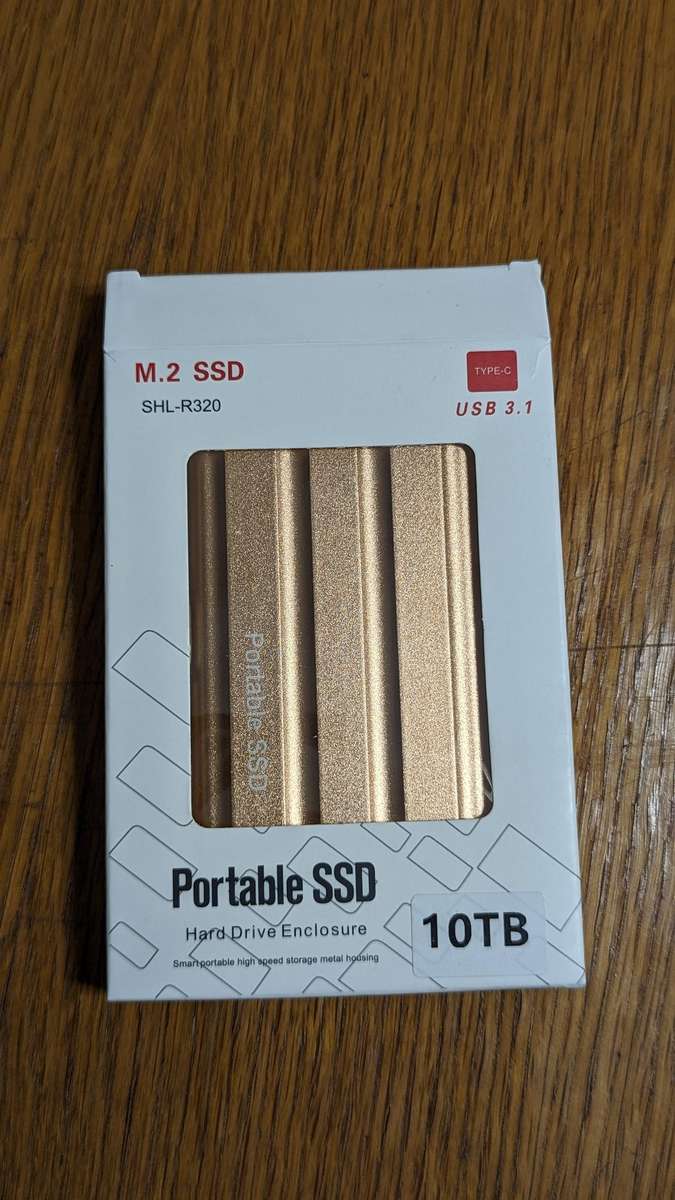 M.2 SSD
TYPE-C
SHL-R320
USB 3.1
Portable SSD
Portable SSD
Hard Drive Enclosure
10TB
Smart portable high speed storage metal housing